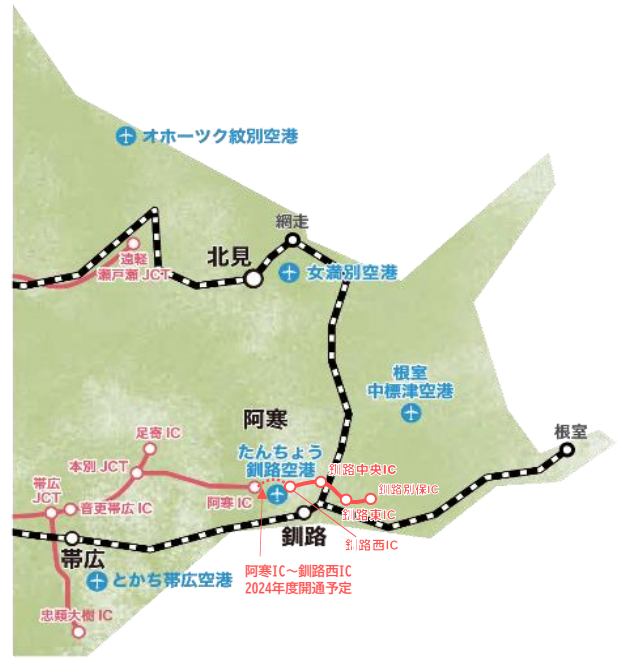 オホーツク紋別空港
網走
北見
女満別空港
遠軽
瀬戸瀬 JCT
根室
中標津空港
阿寒
足寄 IC
根室
たんちょう
釧路空港
釧路中央IC
本別 JCT
帯広
JCT
音更帯広 IC
阿寒 IC
釧路別保IC
釧路東IC
釧路
釧路西IC
帯広
阿寒IC～釧路西IC
2024年度開通予定
とかち帯広空港
忠類大樹 IC